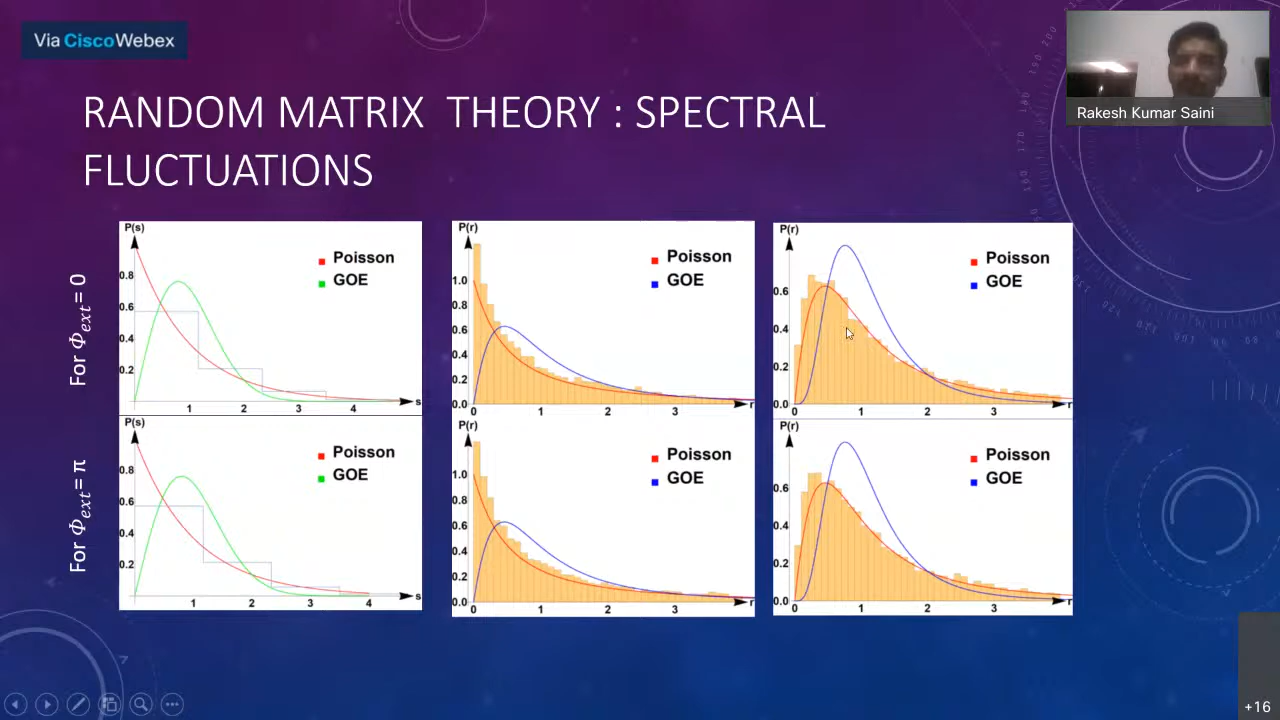 Via Cisco Webex
Rakesh Kumar Saini
RANDOM MATRIX THEORY : SPECTRAL
FLUCTUATIONS
For Φext = 0
P(s)
Poisson
GOE
0.8
0.6
0.4
0.2
1 2 3 4 s
P(r)
Poisson
GOE
1.0
0.8
0.6
0.4
0.2
0.0
0 1 2 3 r
P(r)
Poisson
GOE
0.6
0.4
0.2
0.0
0 1 2 3 r
For Φext = π
P(s)
Poisson
GOE
0.8
0.6
0.4
0.2
1 2 3 4 s
P(r)
Poisson
GOE
1.0
0.8
0.6
0.4
0.2
0.0
0 1 2 3 r
P(r)
Poisson
GOE
0.6
0.4
0.2
0.0
0 1 2 3 r
+16